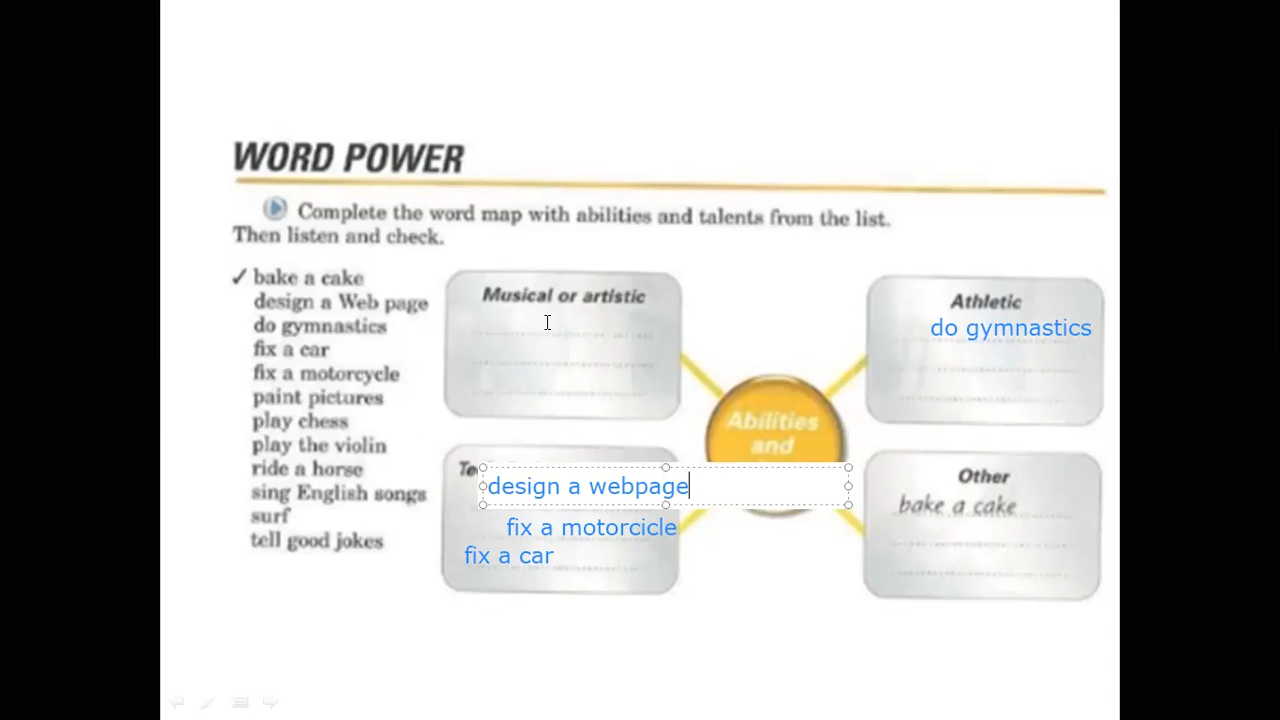 WORD POWER
Complete the word map with abilities and talents from the list.
Then listen and check.
✓ bake a cake
design a Web page
do gymnastics
fix a car
fix a motorcycle
paint pictures
play chess
play the violin
ride a horse
sing English songs
surf
tell good jokes
Musical or artistic
Athletic
do gymnastics
Abilities
and
design a webpage
fix a motorcicle
fix a car
Other
bake a cake